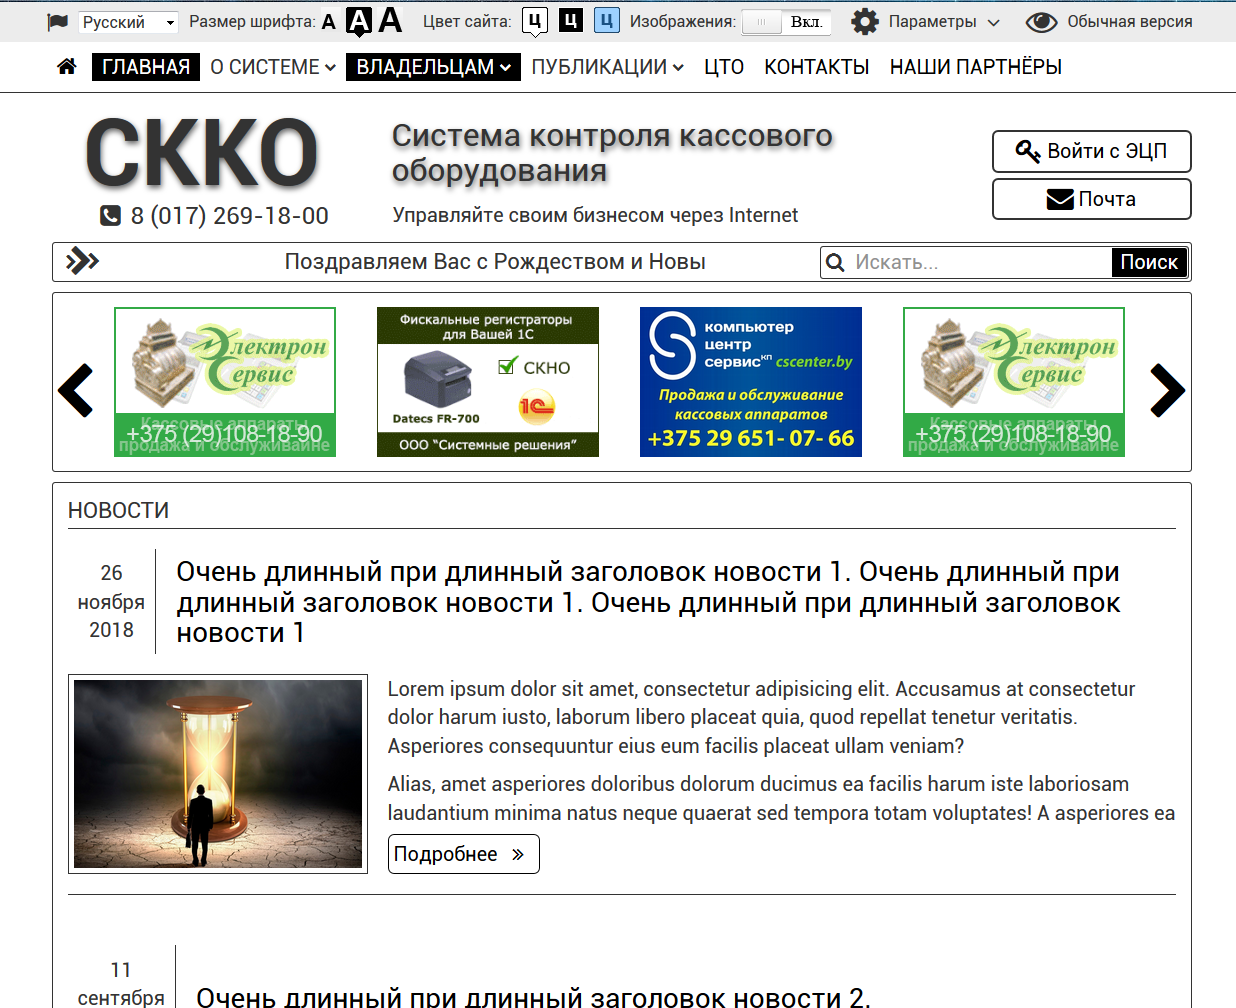 Русский Размер шрифта: A A A Цвет сайта: Ц Ц Ц Изображения: Вкл. Параметры Обычная версия
ГЛАВНАЯ О СИСТЕМЕ ВЛАДЕЛЬЦАМ ПУБЛИКАЦИИ ЦТО КОНТАКТЫ НАШИ ПАРТНЁРЫ
СККО
8 (017) 269-18-00
Система контроля кассового
оборудования
Управляйте своим бизнесом через Internet
Войти с ЭЦП
Почта
Поздравляем Вас с Рождеством и Новы
Искать...
Поиск
Электрон
Сервис
Кассовые аппараты
+375 (29)108-18-90
продажа и обслуживайне
Фискальные регистраторы
для Вашей 1С
СКНО
1С
Datecs FR-700
ООО "Системные решения"
компьютер
центр
сервискп cscenter.by
Продажа и обслуживание
кассовых аппаратов
+375 29 651- 07- 66
Электрон
Сервис
Кассовые аппараты
+375 (29)108-18-90
продажа и обслуживайне
НОВОСТИ
26
ноября
2018
Очень длинный при длинный заголовок новости 1. Очень длинный при
длинный заголовок новости 1. Очень длинный при длинный заголовок
новости 1
Lorem ipsum dolor sit amet, consectetur adipisicing elit. Accusamus at consectetur
dolor harum iusto, laborum libero placeat quia, quod repellat tenetur veritatis.
Asperiores consequuntur eius eum facilis placeat ullam veniam?
Alias, amet asperiores doloribus dolorum ducimus ea facilis harum iste laboriosam
laudantium minima natus neque quaerat sed tempora totam voluptates! A asperiores ea
Подробнее »
11
сентября
Очень длинный при длинный заголовок новости 2.